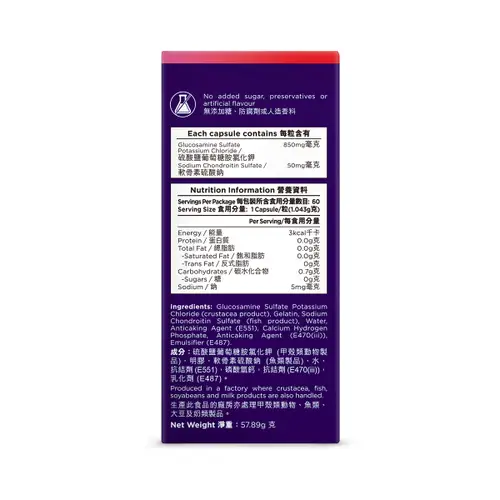 No added sugar, preservatives or
artificial flavour
無添加糖、防腐劑或人造香料
Each capsule contains 每粒含有
Glucosamine Sulfate 850mg毫克
Potassium Chloride /
硫酸鹽葡萄糖胺氯化鉀
Sodium Chondroitin Sulfate / 50mg毫克
軟骨素硫酸鈉
Nutrition Information 營養資料
Servings Per Package 每包裝所含食用分量數目: 60
Serving Size 食用分量: 1 Capsule/粒(1.043g克)
Per Serving/每食用分量
Energy / 能量 3kcal千卡
Protein / 蛋白質 0.0g克
Total Fat / 總脂肪 0.0g克
-Saturated Fat / 飽和脂肪 0.0g克
-Trans Fat / 反式脂肪 0g克
Carbohydrates / 碳水化合物 0.7g克
-Sugars / 糖 0g克
Sodium / 鈉 5mg毫克
Ingredients: Glucosamine Sulfate Potassium
Chloride (crustacea product), Gelatin, Sodium
Chondroitin Sulfate (fish product), Water,
Anticaking Agent (E551), Calcium Hydrogen
Phosphate, Anticaking Agent (E470(iii)),
Emulsifier (E487).
成分：硫酸鹽葡萄糖胺氯化鉀 (甲殼類動物製
品)、明膠、軟骨素硫酸鈉 (魚類製品)、水、
抗結劑 (E551)、磷酸氫鈣、抗結劑 (E470(iii))、
乳化劑 (E487)。
Produced in a factory where crustacea, fish,
soyabeans and milk products are also handled.
生產此食品的廠房亦處理甲殼類動物、魚類、
大豆及奶類製品。
Net Weight 淨重：57.89g 克